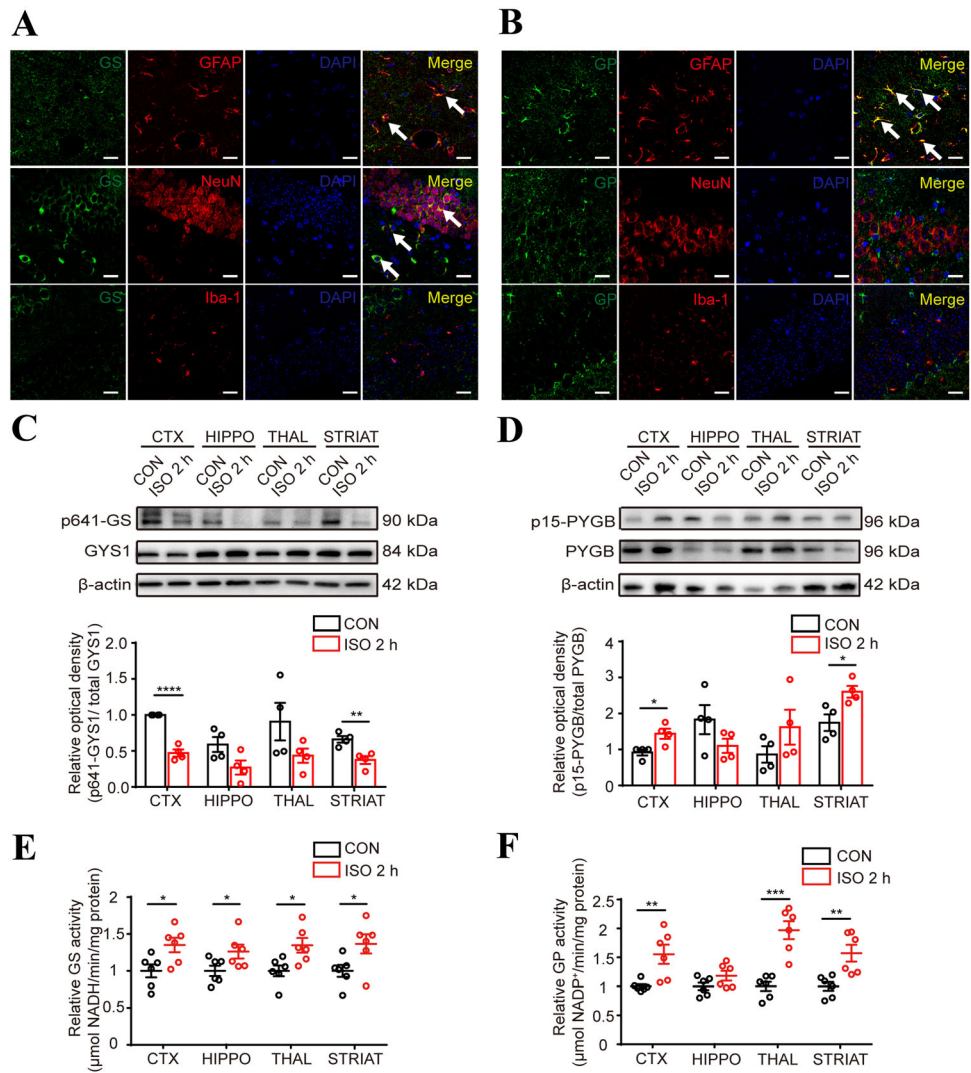 A
GS
GFAP
DAPI
Merge
GS
NeuN
DAPI
Merge
GS
Iba-1
DAPI
Merge
B
GP
GFAP
DAPI
Merge
GP
NeuN
DAPI
Merge
GP
Iba-1
DAPI
Merge
C
CTX HIPPO THAL STRIAT
CON ISO 2 h CON ISO 2 h CON ISO 2 h CON ISO 2 h
p641-GS 90 kDa
GYS1 84 kDa
β-actin 42 kDa
CON
ISO 2 h
Relative optical density
(p641-GYS1/ total GYS1)
1.5
1.0
0.5
0.0
****
**
CTX HIPPO THAL STRIAT
D
CTX HIPPO THAL STRIAT
CON ISO 2 h CON ISO 2 h CON ISO 2 h CON ISO 2 h
p15-PYGB 96 kDa
PYGB 96 kDa
β-actin 42 kDa
CON
ISO 2 h
Relative optical density
(p15-PYGB/total PYGB)
4
3
2
1
0
*
*
CTX HIPPO THAL STRIAT
E
CON
ISO 2 h
Relative GS activity
(μmol NADH/min/mg protein)
2
1.5
1
0.5
0
* * * *
CTX HIPPO THAL STRIAT
F
CON
ISO 2 h
Relative GP activity
(μmol NADP⁺/min/mg protein)
2.5
2
1.5
1
0.5
0
** *** **
CTX HIPPO THAL STRIAT